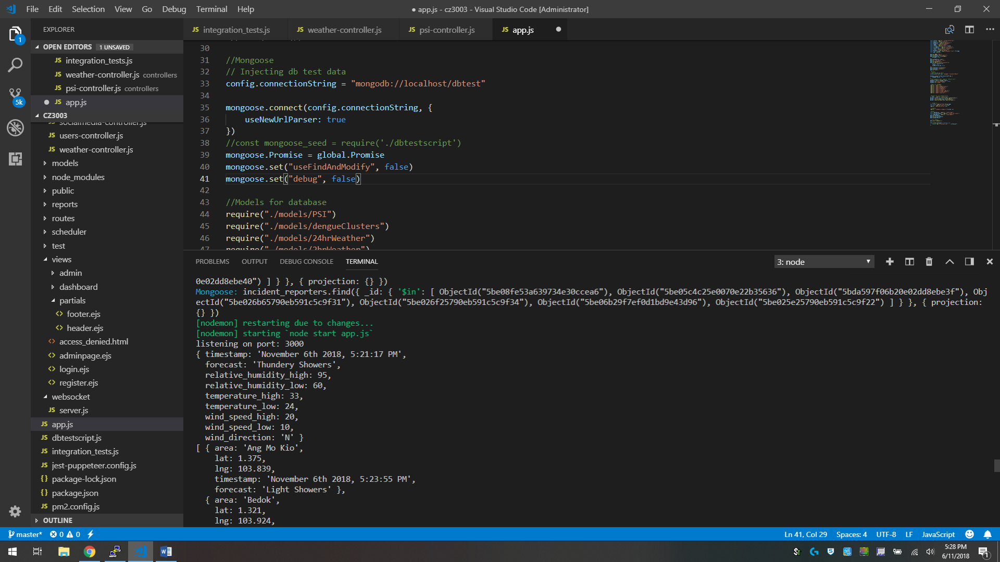 File Edit Selection View Go Debug Terminal Help
● app.js - cz3003 - Visual Studio Code [Administrator]
EXPLORER
OPEN EDITORS 1 UNSAVED
JS integration_tests.js
JS weather-controller.js controllers
JS psi-controller.js controllers
JS app.js
CZ3003
socialmedia-controller.js
JS users-controller.js
JS weather-controller.js
models
node_modules
public
reports
routes
scheduler
test
views
admin
dashboard
partials
<> footer.ejs
<> header.ejs
<> access_denied.html
<> adminpage.ejs
<> login.ejs
<> register.ejs
websocket
JS server.js
JS app.js
JS dbtestscript.js
JS integration_tests.js
JS jest-puppeteer.config.js
{} package-lock.json
{} package.json
JS pm2.config.js
OUTLINE
1
5k
JS integration_tests.js JS weather-controller.js JS psi-controller.js JS app.js ●
30
31 //Mongoose
32 // Injecting db test data
33 config.connectionString = "mongodb://localhost/dbtest"
34
35 mongoose.connect(config.connectionString, {
36 useNewUrlParser: true
37 })
38 //const mongoose_seed = require('./dbtestscript')
39 mongoose.Promise = global.Promise
40 mongoose.set("useFindAndModify", false)
41 mongoose.set("debug", false)
42
43 //Models for database
44 require("./models/PSI")
45 require("./models/dengueClusters")
46 require("./models/24hrWeather")
47 require("./models/2hrWeather")
PROBLEMS OUTPUT DEBUG CONSOLE TERMINAL
3: node
0e02dd8ebe40") ] } }, { projection: {} })
Mongoose: incident_reporters.find({ _id: { '$in': [ ObjectId("5be08fe53a639734e30ccea6"), ObjectId("5be05c4c25e0070e22b35636"), ObjectId("5bda597f06b20e02dd8ebe3f"), Obj
ectId("5be026b65790eb591c5c9f31"), ObjectId("5be026f25790eb591c5c9f34"), ObjectId("5be06b29f7ef0d1bd9e43d96"), ObjectId("5be025e25790eb591c5c9f22") ] } }, { projection:
{} })
[nodemon] restarting due to changes...
[nodemon] starting `node start app.js`
listening on port: 3000
{ timestamp: 'November 6th 2018, 5:21:17 PM',
forecast: 'Thundery Showers',
relative_humidity_high: 95,
relative_humidity_low: 60,
temperature_high: 33,
temperature_low: 24,
wind_speed_high: 20,
wind_speed_low: 10,
wind_direction: 'N' }
[ { area: 'Ang Mo Kio',
lat: 1.375,
lng: 103.839,
timestamp: 'November 6th 2018, 5:23:55 PM',
forecast: 'Light Showers' },
{ area: 'Bedok',
lat: 1.321,
lng: 103.924,
master* 0 0 Ln 41, Col 29 Spaces: 4 UTF-8 LF JavaScript
5:28 PM
6/11/2018
1